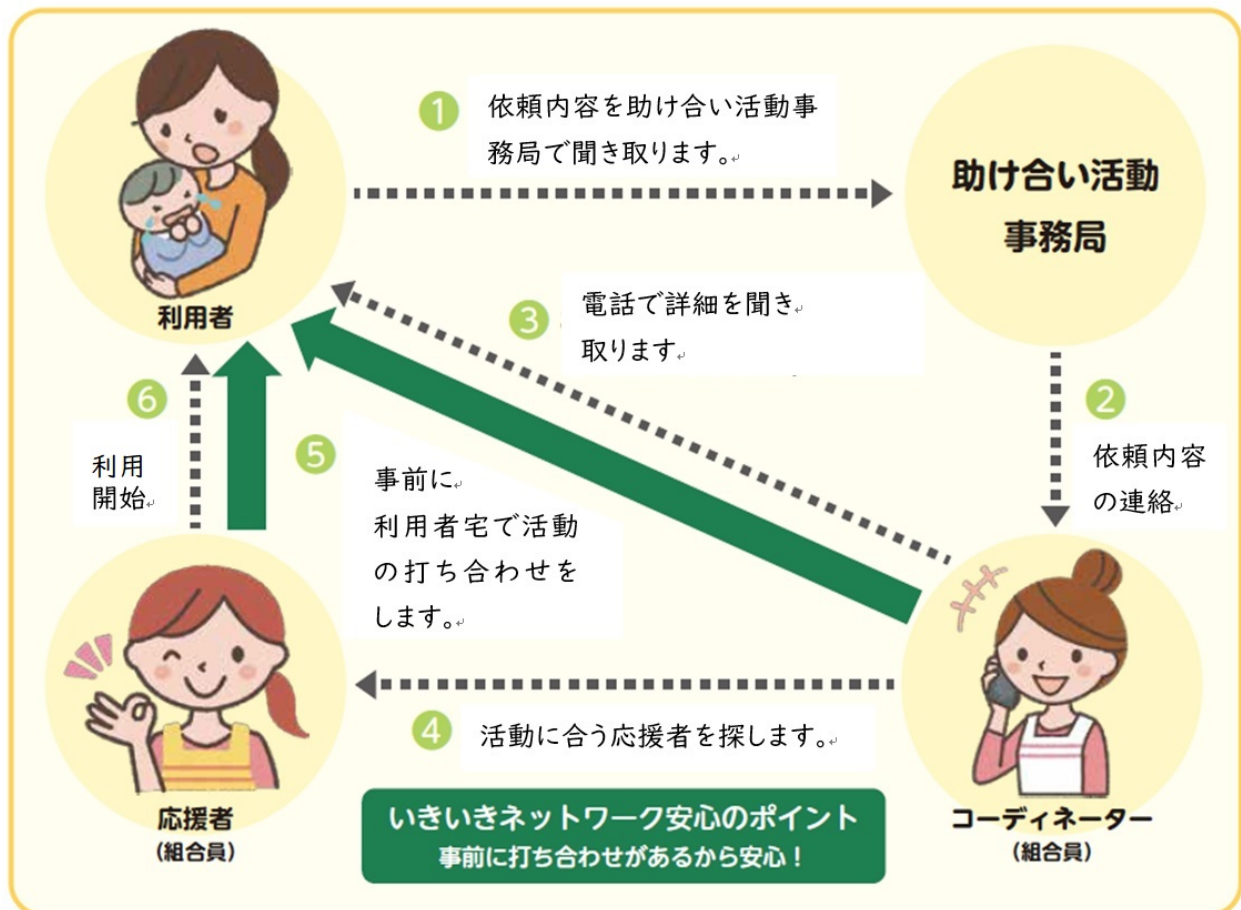 1
依頼内容を助け合い活動事
務局で聞き取ります。
助け合い活動
事務局
利用者
3
電話で詳細を聞き
取ります
2
依頼内容
の連絡
6
利用
開始
5
事前に
利用者宅で活動
の打ち合わせを
します。
4
活動に合う応援者を探します。
応援者
(組合員)
いきいきネットワーク安心のポイント
事前に打ち合わせがあるから安心!
コーディネーター
(組合員)